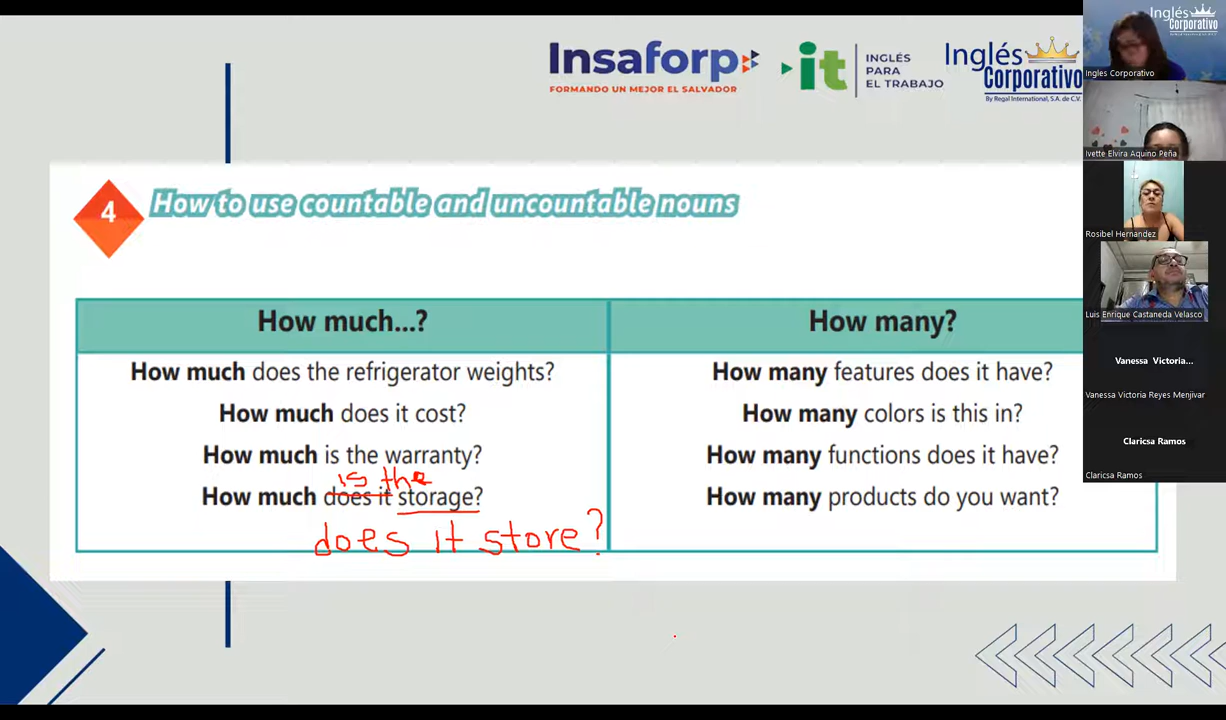 Insaforp
FORMANDO UN MEJOR EL SALVADOR
it
INGLÉS
PARA
EL TRABAJO
Inglés
Corporativo
By Regal International, S.A. de C.V.
Inglés
Corporativo
Ingles Corporativo
Ivette Elvira Aquino Peña
Rosibel Hernandez
Luis Enrique Castaneda Velasco
Vanessa Victoria...
Vanessa Victoria Reyes Menjivar
Claricsa Ramos
Claricsa Ramos
4 How to use countable and uncountable nouns
How much...?
How much does the refrigerator weights?
How much does it cost?
How much is the warranty?
is the
How much does it storage?
does it store?
How many?
How many features does it have?
How many colors is this in?
How many functions does it have?
How many products do you want?